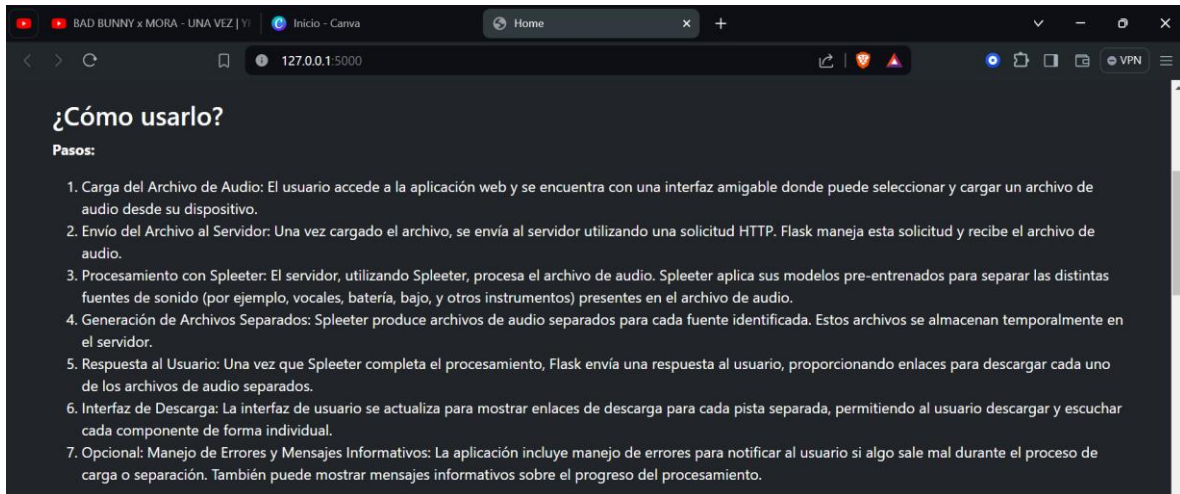 BAD BUNNY x MORA - UNA VEZ | Inicio - Canva Home
127.0.0.1:5000 VPN
¿Cómo usarlo?
Pasos:
1. Carga del Archivo de Audio: El usuario accede a la aplicación web y se encuentra con una interfaz amigable donde puede seleccionar y cargar un archivo de
audio desde su dispositivo.
2. Envío del Archivo al Servidor: Una vez cargado el archivo, se envía al servidor utilizando una solicitud HTTP. Flask maneja esta solicitud y recibe el archivo de
audio.
3. Procesamiento con Spleeter: El servidor, utilizando Spleeter, procesa el archivo de audio. Spleeter aplica sus modelos pre-entrenados para separar las distintas
fuentes de sonido (por ejemplo, vocales, batería, bajo, y otros instrumentos) presentes en el archivo de audio.
4. Generación de Archivos Separados: Spleeter produce archivos de audio separados para cada fuente identificada. Estos archivos se almacenan temporalmente en
el servidor.
5. Respuesta al Usuario: Una vez que Spleeter completa el procesamiento, Flask envía una respuesta al usuario, proporcionando enlaces para descargar cada uno
de los archivos de audio separados.
6. Interfaz de Descarga: La interfaz de usuario se actualiza para mostrar enlaces de descarga para cada pista separada, permitiendo al usuario descargar y escuchar
cada componente de forma individual.
7. Opcional: Manejo de Errores y Mensajes Informativos: La aplicación incluye manejo de errores para notificar al usuario si algo sale mal durante el proceso de
carga o separación. También puede mostrar mensajes informativos sobre el progreso del procesamiento.